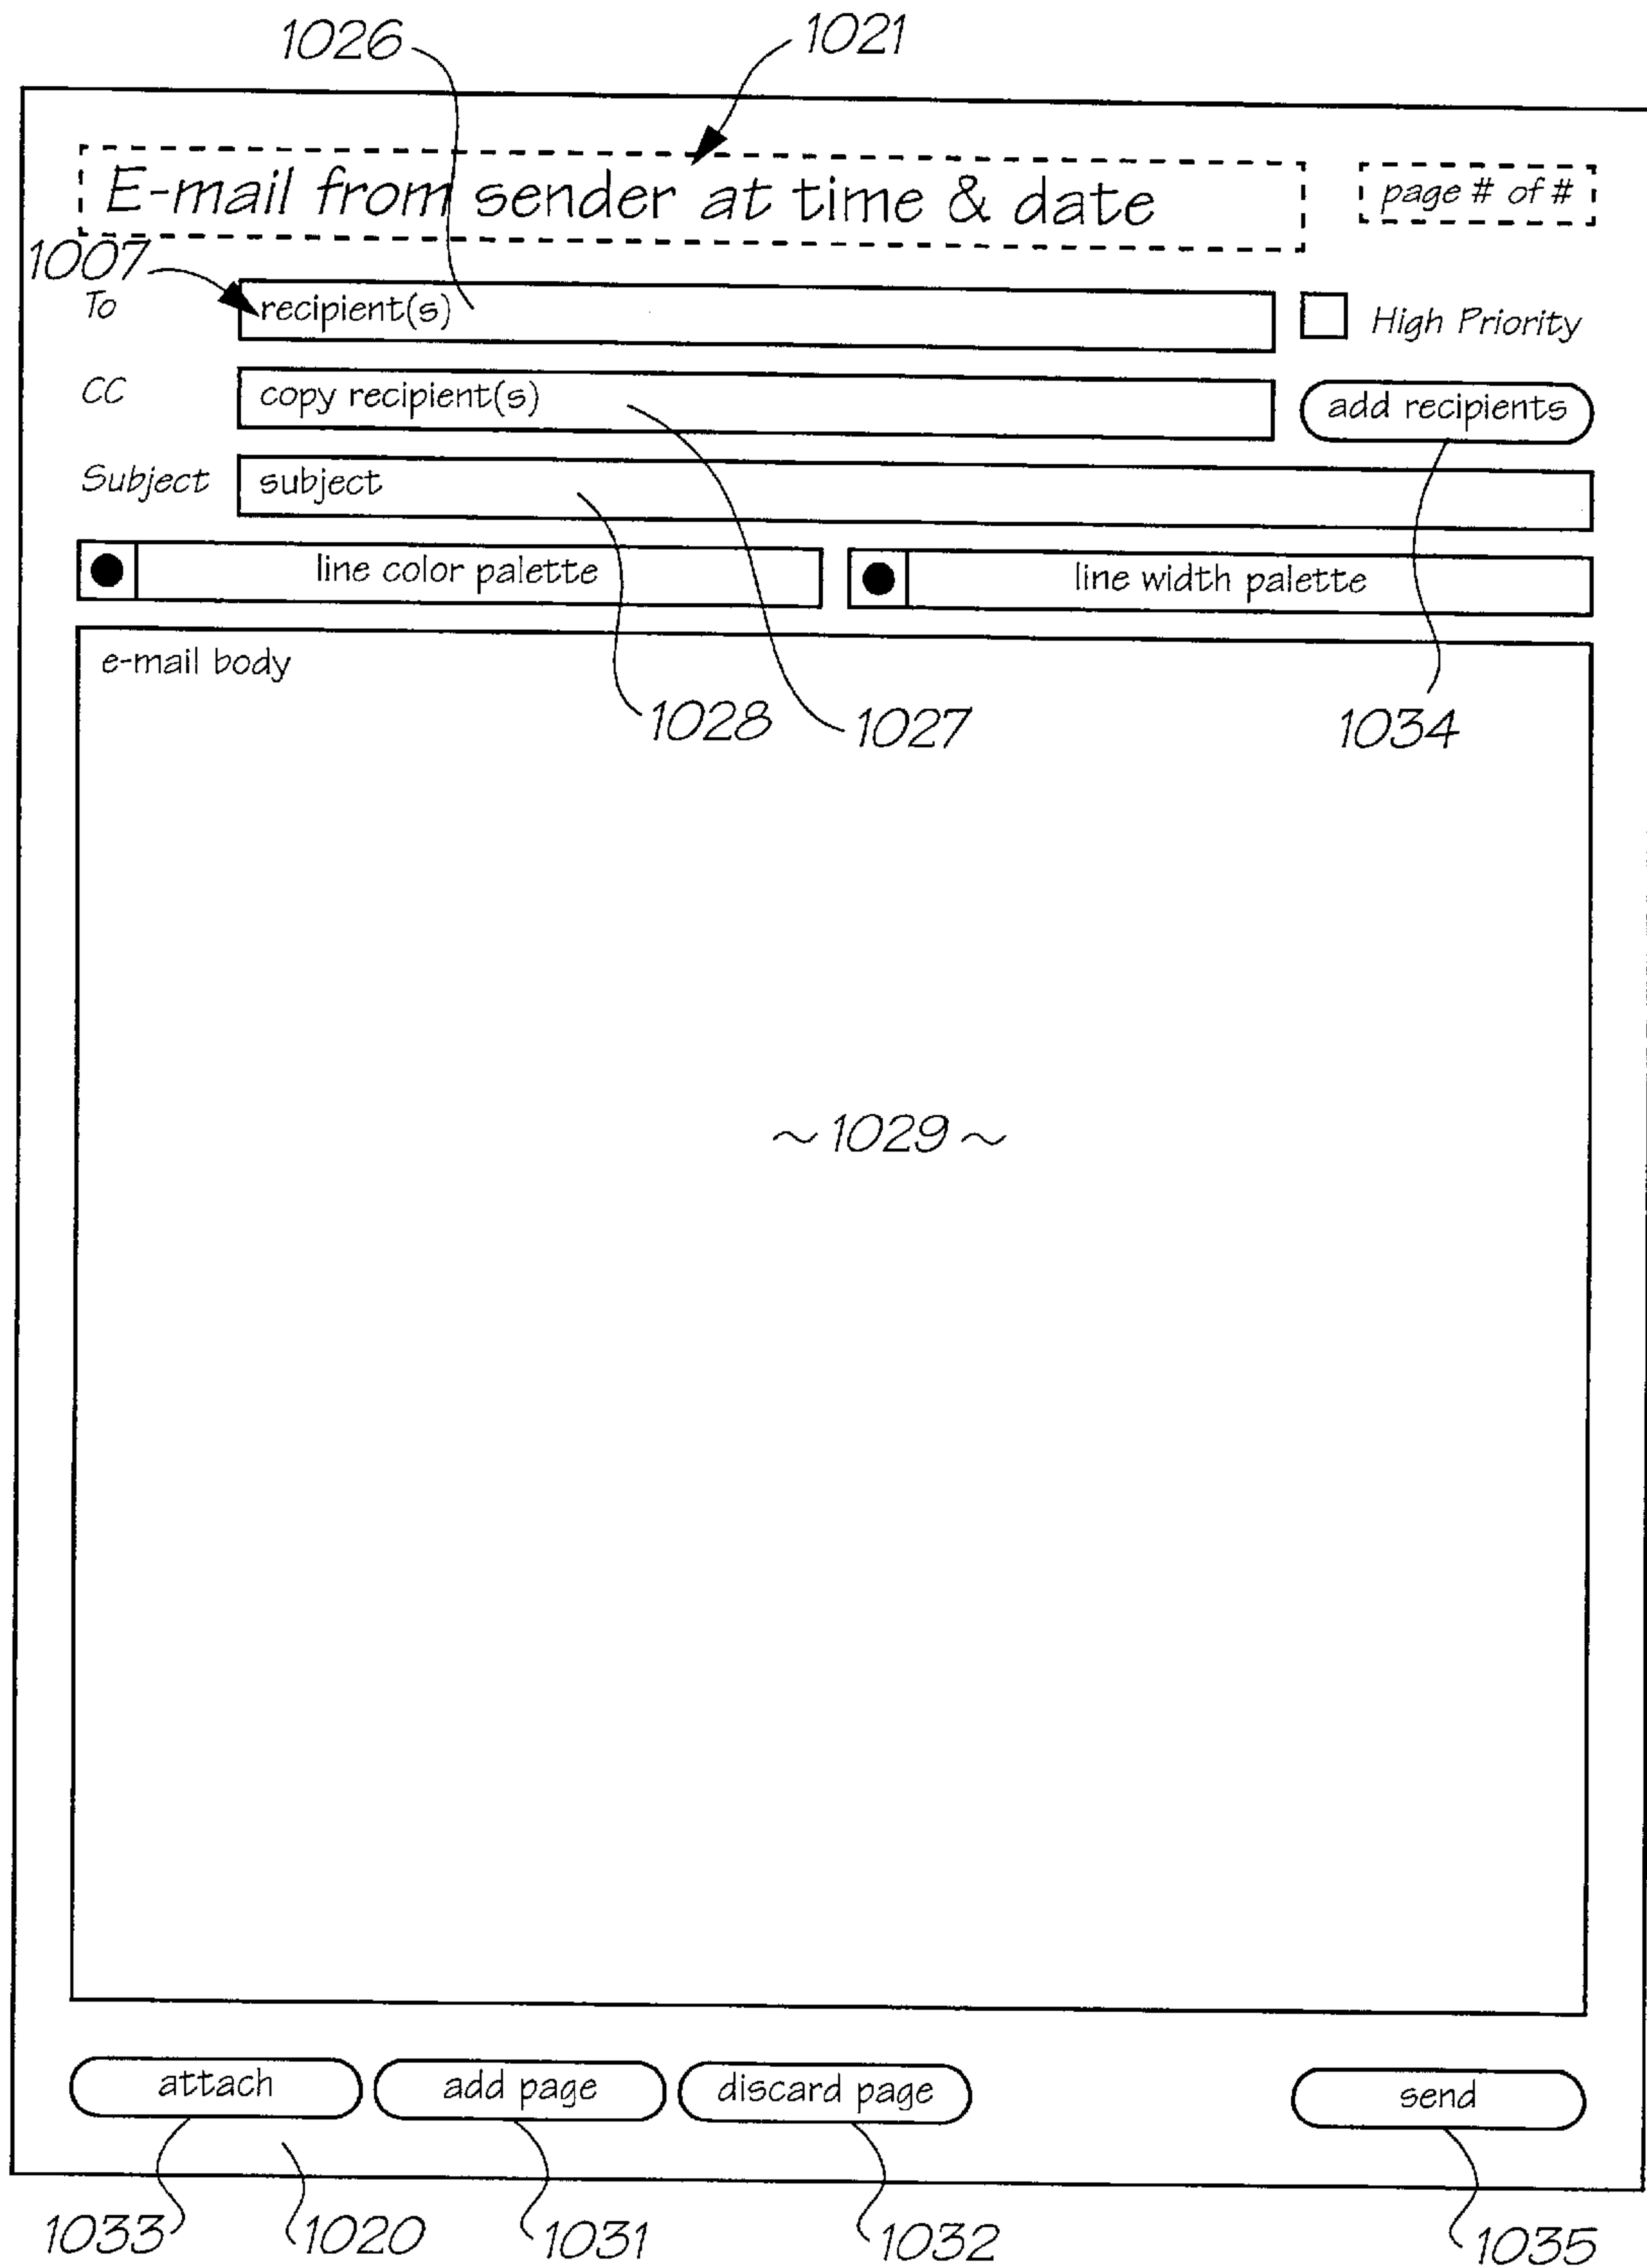 1026 1021
E-mail from sender at time & date page # of #
1007
To recipient(s) High Priority
CC copy recipient(s) add recipients
Subject subject
line color palette line width palette
e-mail body
1028 1027 1034
~1029~
attach add page discard page send
1033 1020 1031 1032 1035